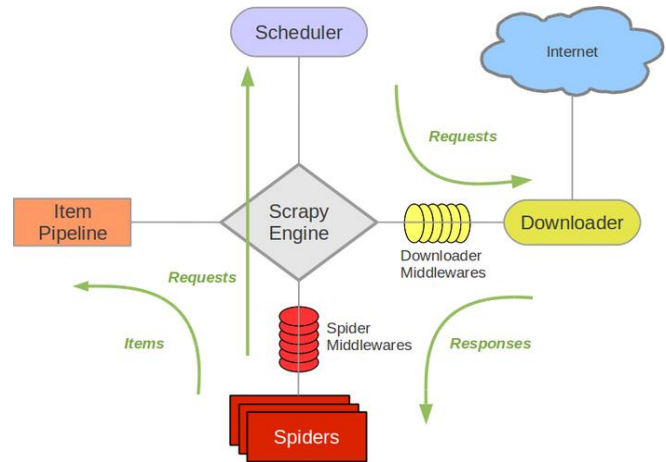 Scheduler
Internet
Requests
Item
Pipeline
Scrapy
Engine
Downloader
Downloader
Middlewares
Requests
Items
Spider
Middlewares
Responses
Spiders